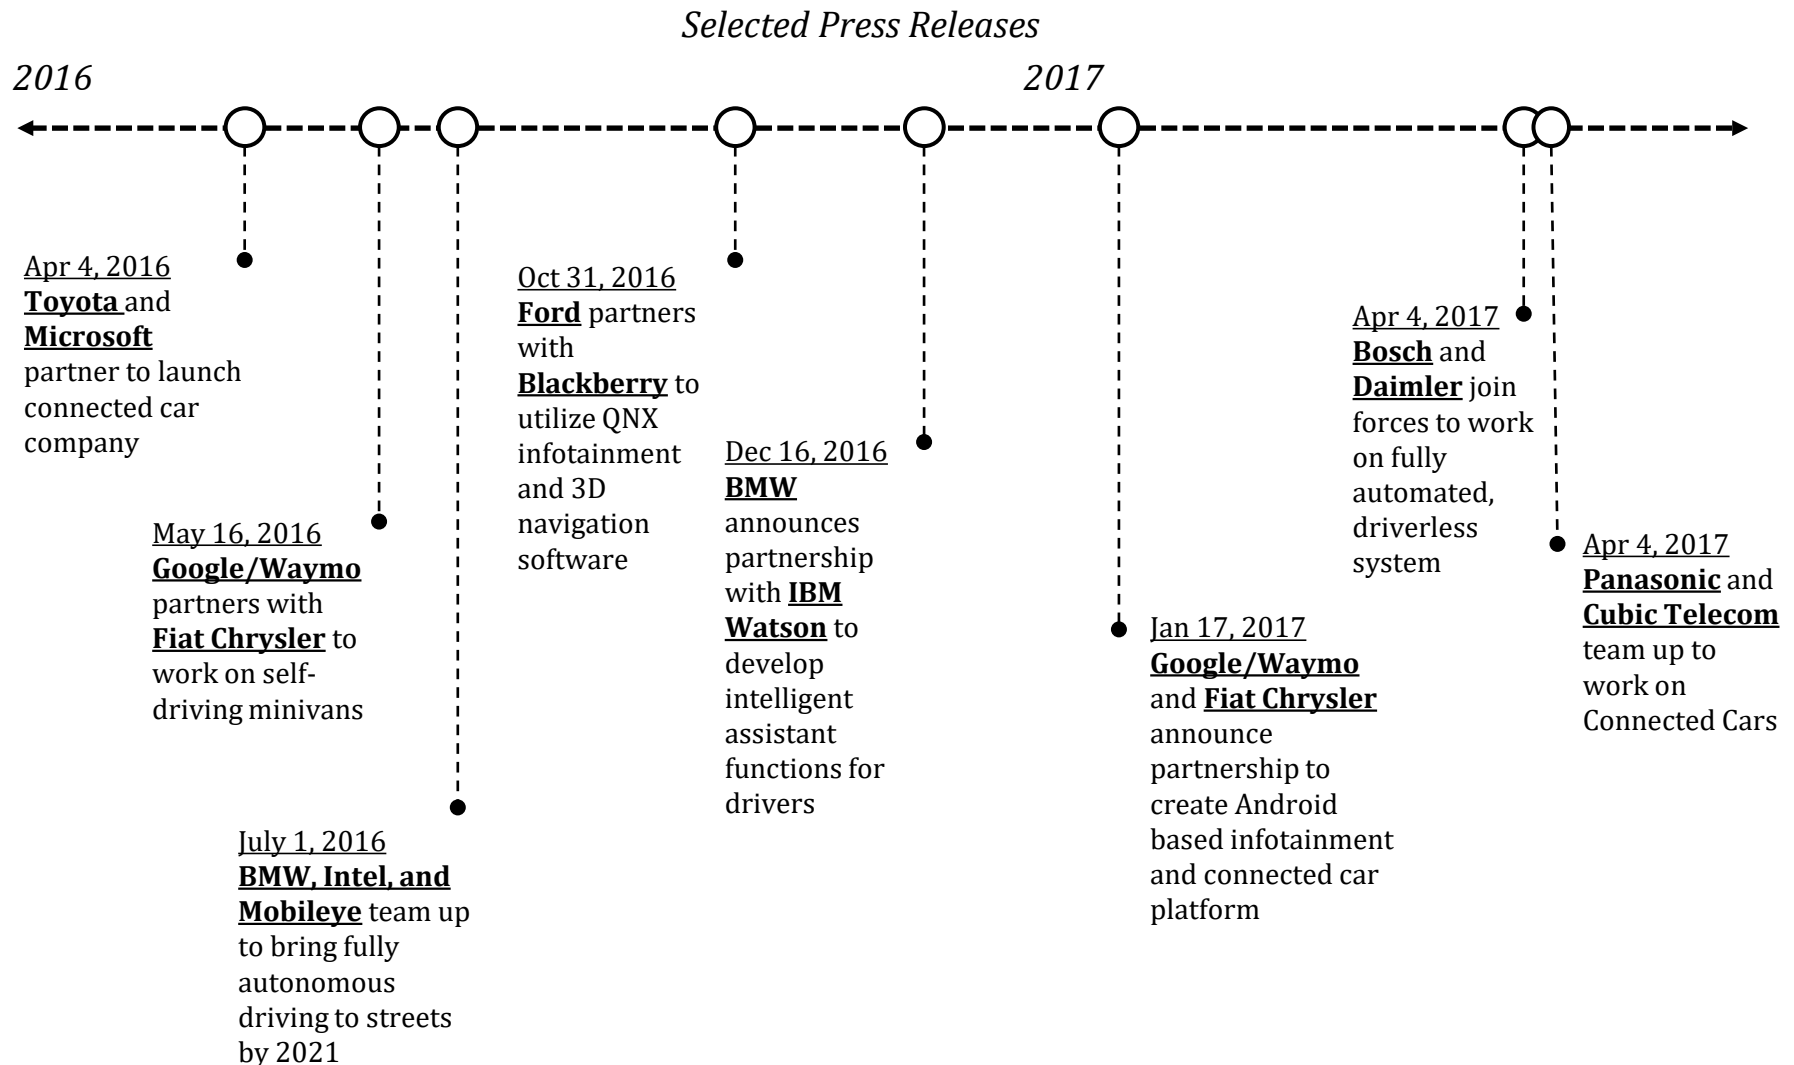 Selected Press Releases
2016
2017
Apr 4, 2016
Toyota and
Microsoft
partner to launch
connected car
company
May 16, 2016
Google/Waymo
partners with
Fiat Chrysler to
work on self-
driving minivans
July 1, 2016
BMW, Intel, and
Mobileye team up
to bring fully
autonomous
driving to streets
by 2021
Oct 31, 2016
Ford partners
with
Blackberry to
utilize QNX
infotainment
and 3D
navigation
software
Dec 16, 2016
BMW
announces
partnership
with IBM
Watson to
develop
intelligent
assistant
functions for
drivers
Jan 17, 2017
Google/Waymo
and Fiat Chrysler
announce
partnership to
create Android
based infotainment
and connected car
platform
Apr 4, 2017
Bosch and
Daimler join
forces to work
on fully
automated,
driverless
system
Apr 4, 2017
Panasonic and
Cubic Telecom
team up to
work on
Connected Cars